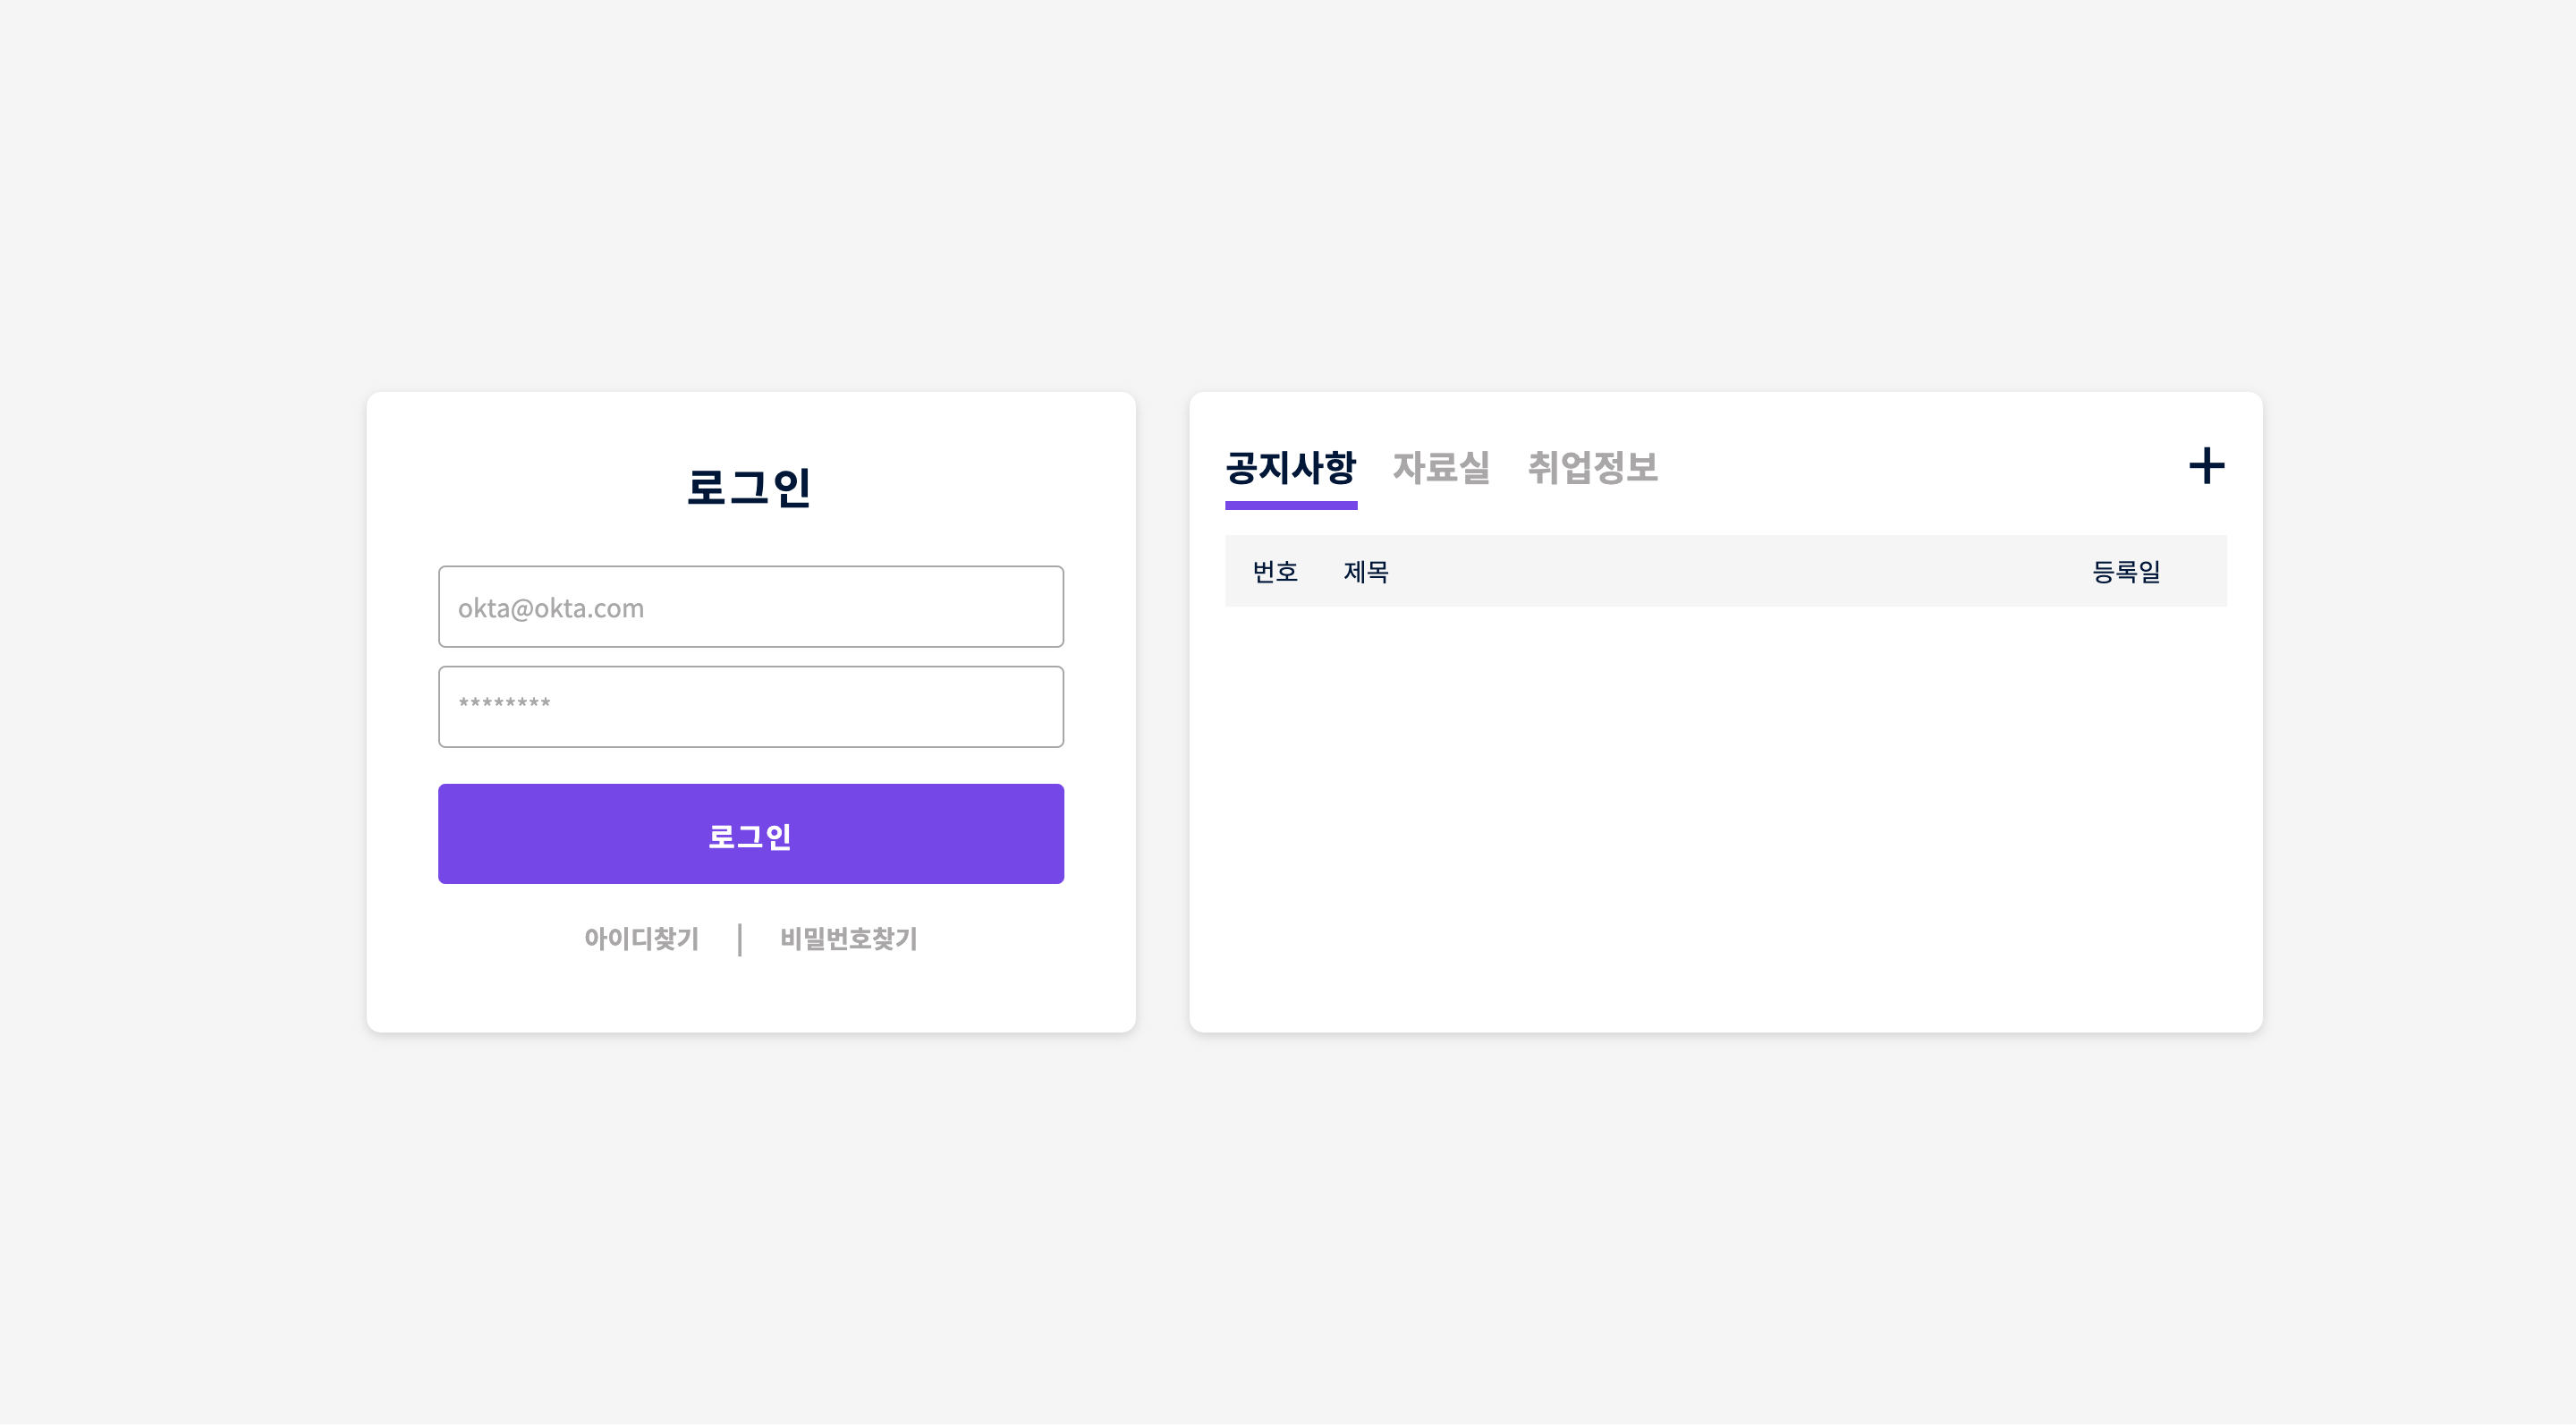 로그인
okta@okta.com
********
로그인
아이디찾기 | 비밀번호찾기
공지사항 자료실 취업정보 +
번호 제목 등록일